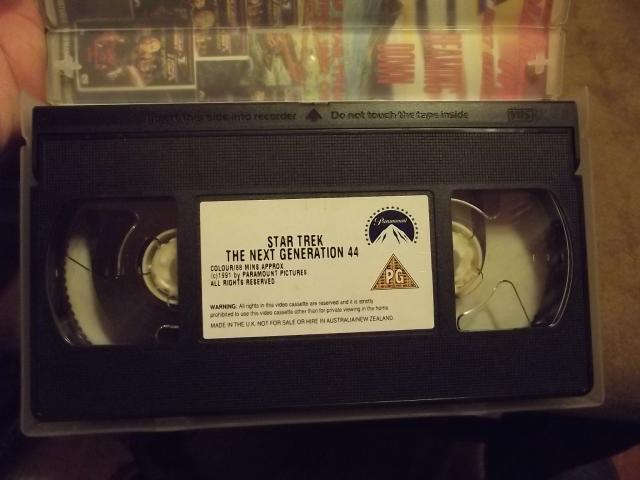 Insert this side into recorder Do not touch the tape inside VHS
Paramount
STAR TREK
THE NEXT GENERATION 44
COLOUR/88 MINS APPROX
(c)1991 by PARAMOUNT PICTURES
ALL RIGHTS RESERVED
PG
WARNING: All rights in this video cassette are reserved and it is strictly
prohibited to use this video cassette other than for private viewing in the home.
MADE IN THE U.K. NOT FOR SALE OR HIRE IN AUSTRALIA/NEW ZEALAND